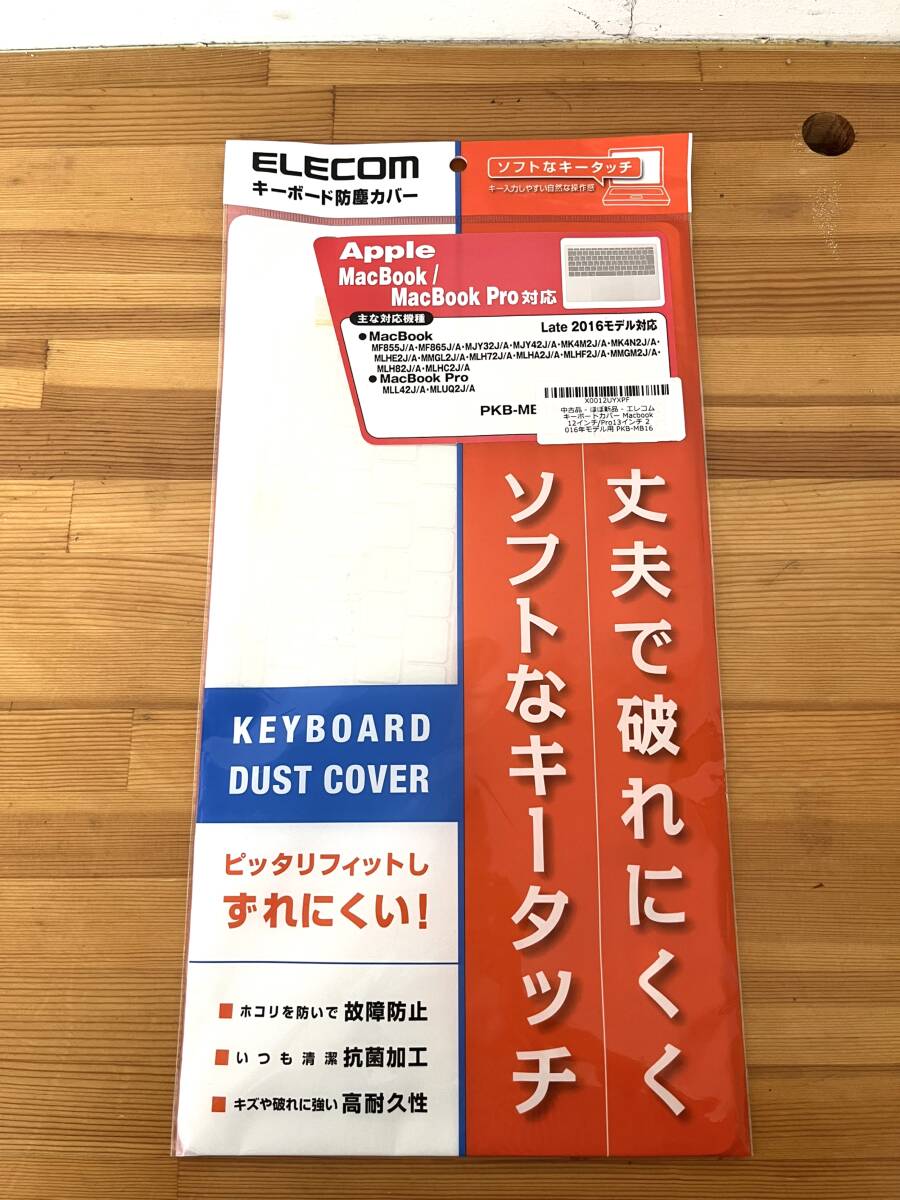 ELECOM
キーボード防塵カバー
ソフトなキータッチ
キー入力しやすい自然な操作感
Apple
MacBook /
MacBook Pro 対応
主な対応機種
Late 2016モデル対応
●MacBook
MF855J/A・MF865J/A・MJY32J/A・MJY42J/A・MK4M2J/A・MK4N2J/A・
MLHE2J/A・MMGL2J/A・MLH72J/A・MLHA2J/A・MLHF2J/A・MMGM2J/A・
MLH82J/A・MLHC2J/A
●MacBook Pro
MLL42J/A・MLUQ2J/A
PKB-MB
X0012UYXPF
中古品 - ほぼ新品 - エレコム
キーボードカバー Macbook
12インチ/Pro13インチ 2
016年モデル用 PKB-MB16
丈夫で破れにくく
ソフトなキータッチ
KEYBOARD
DUST COVER
ピッタリフィットし
ずれにくい!
■ ホコリを防いで 故障防止
■ いつも清潔 抗菌加工
■ キズや破れに強い 高耐久性